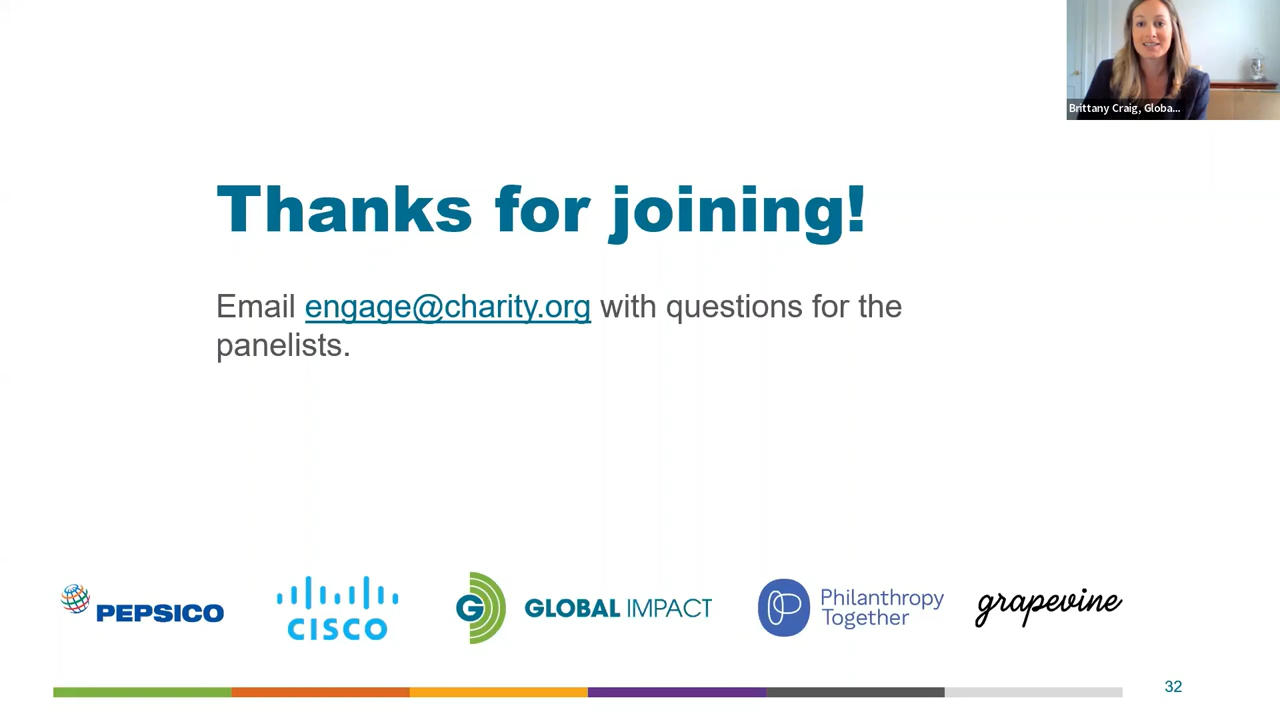 Brittany Craig, Globa...
Thanks for joining!
Email engage@charity.org with questions for the
panelists.
PEPSICO
CISCO
G GLOBAL IMPACT
Philanthropy
Together
grapevine
32